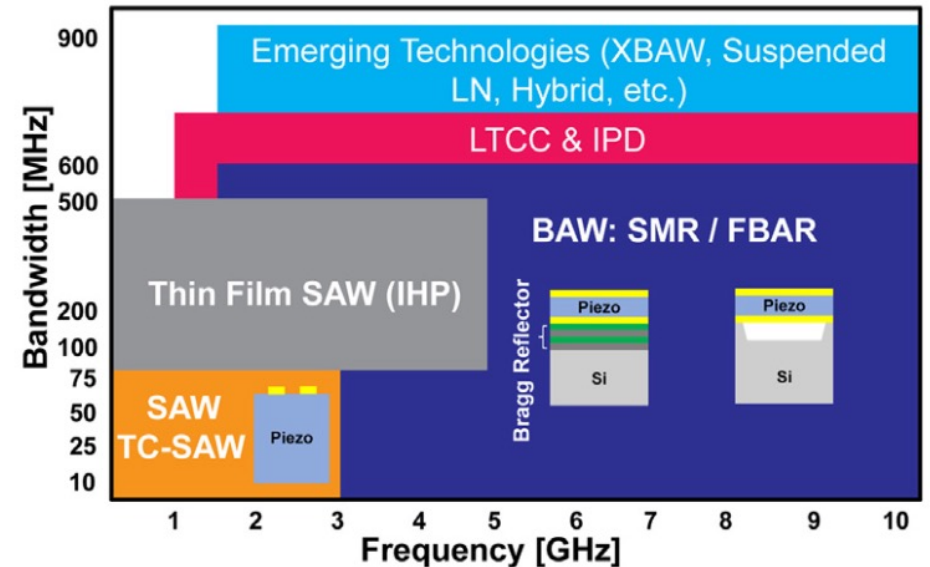 900
600
500
200
100
75
50
25
10
Bandwidth [MHz]
Emerging Technologies (XBAW, Suspended
LN, Hybrid, etc.)
LTCC & IPD
BAW: SMR / FBAR
Thin Film SAW (IHP)
Bragg Reflector
Piezo
Si
Piezo
Si
SAW
TC-SAW
Piezo
1 2 3 4 5 6 7 8 9 10
Frequency [GHz]